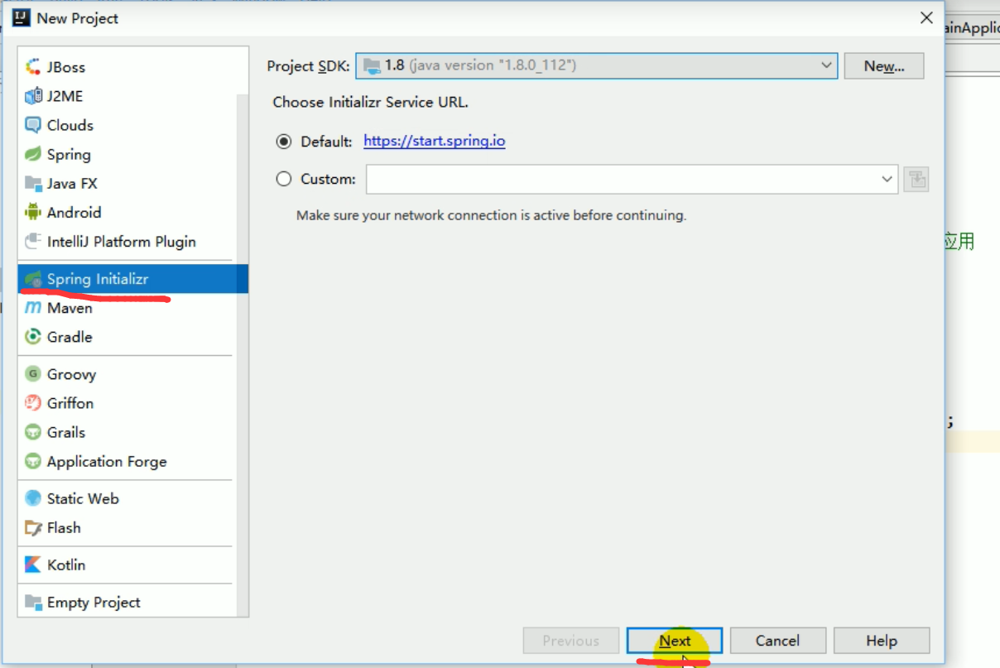 New Project
JBoss
J2ME
Clouds
Spring
Java FX
Android
IntelliJ Platform Plugin
Spring Initializr
Maven
Gradle
Groovy
Griffon
Grails
Application Forge
Static Web
Flash
Kotlin
Empty Project
Project SDK: 1.8 (java version "1.8.0_112") New...
Choose Initializr Service URL.
Default: https://start.spring.io
Custom:
Make sure your network connection is active before continuing.
Previous Next Cancel Help
ainApplic
应用
;